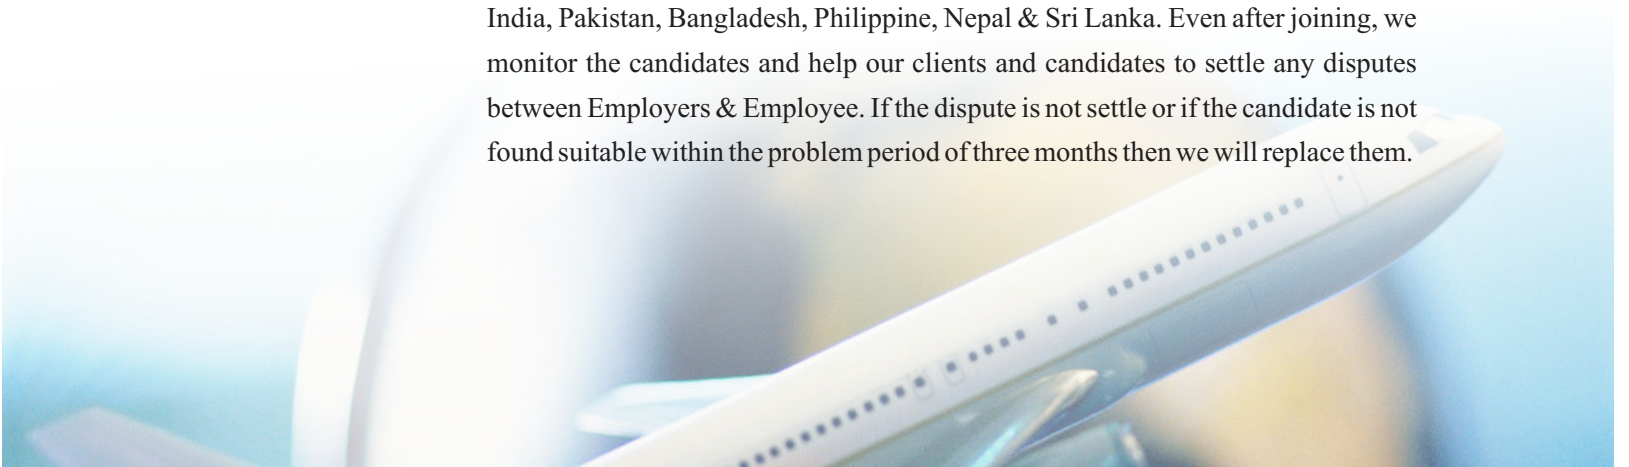 India, Pakistan, Bangladesh, Philippine, Nepal & Sri Lanka. Even after joining, we
monitor the candidates and help our clients and candidates to settle any disputes
between Employers & Employee. If the dispute is not settle or if the candidate is not
found suitable within the problem period of three months then we will replace them.